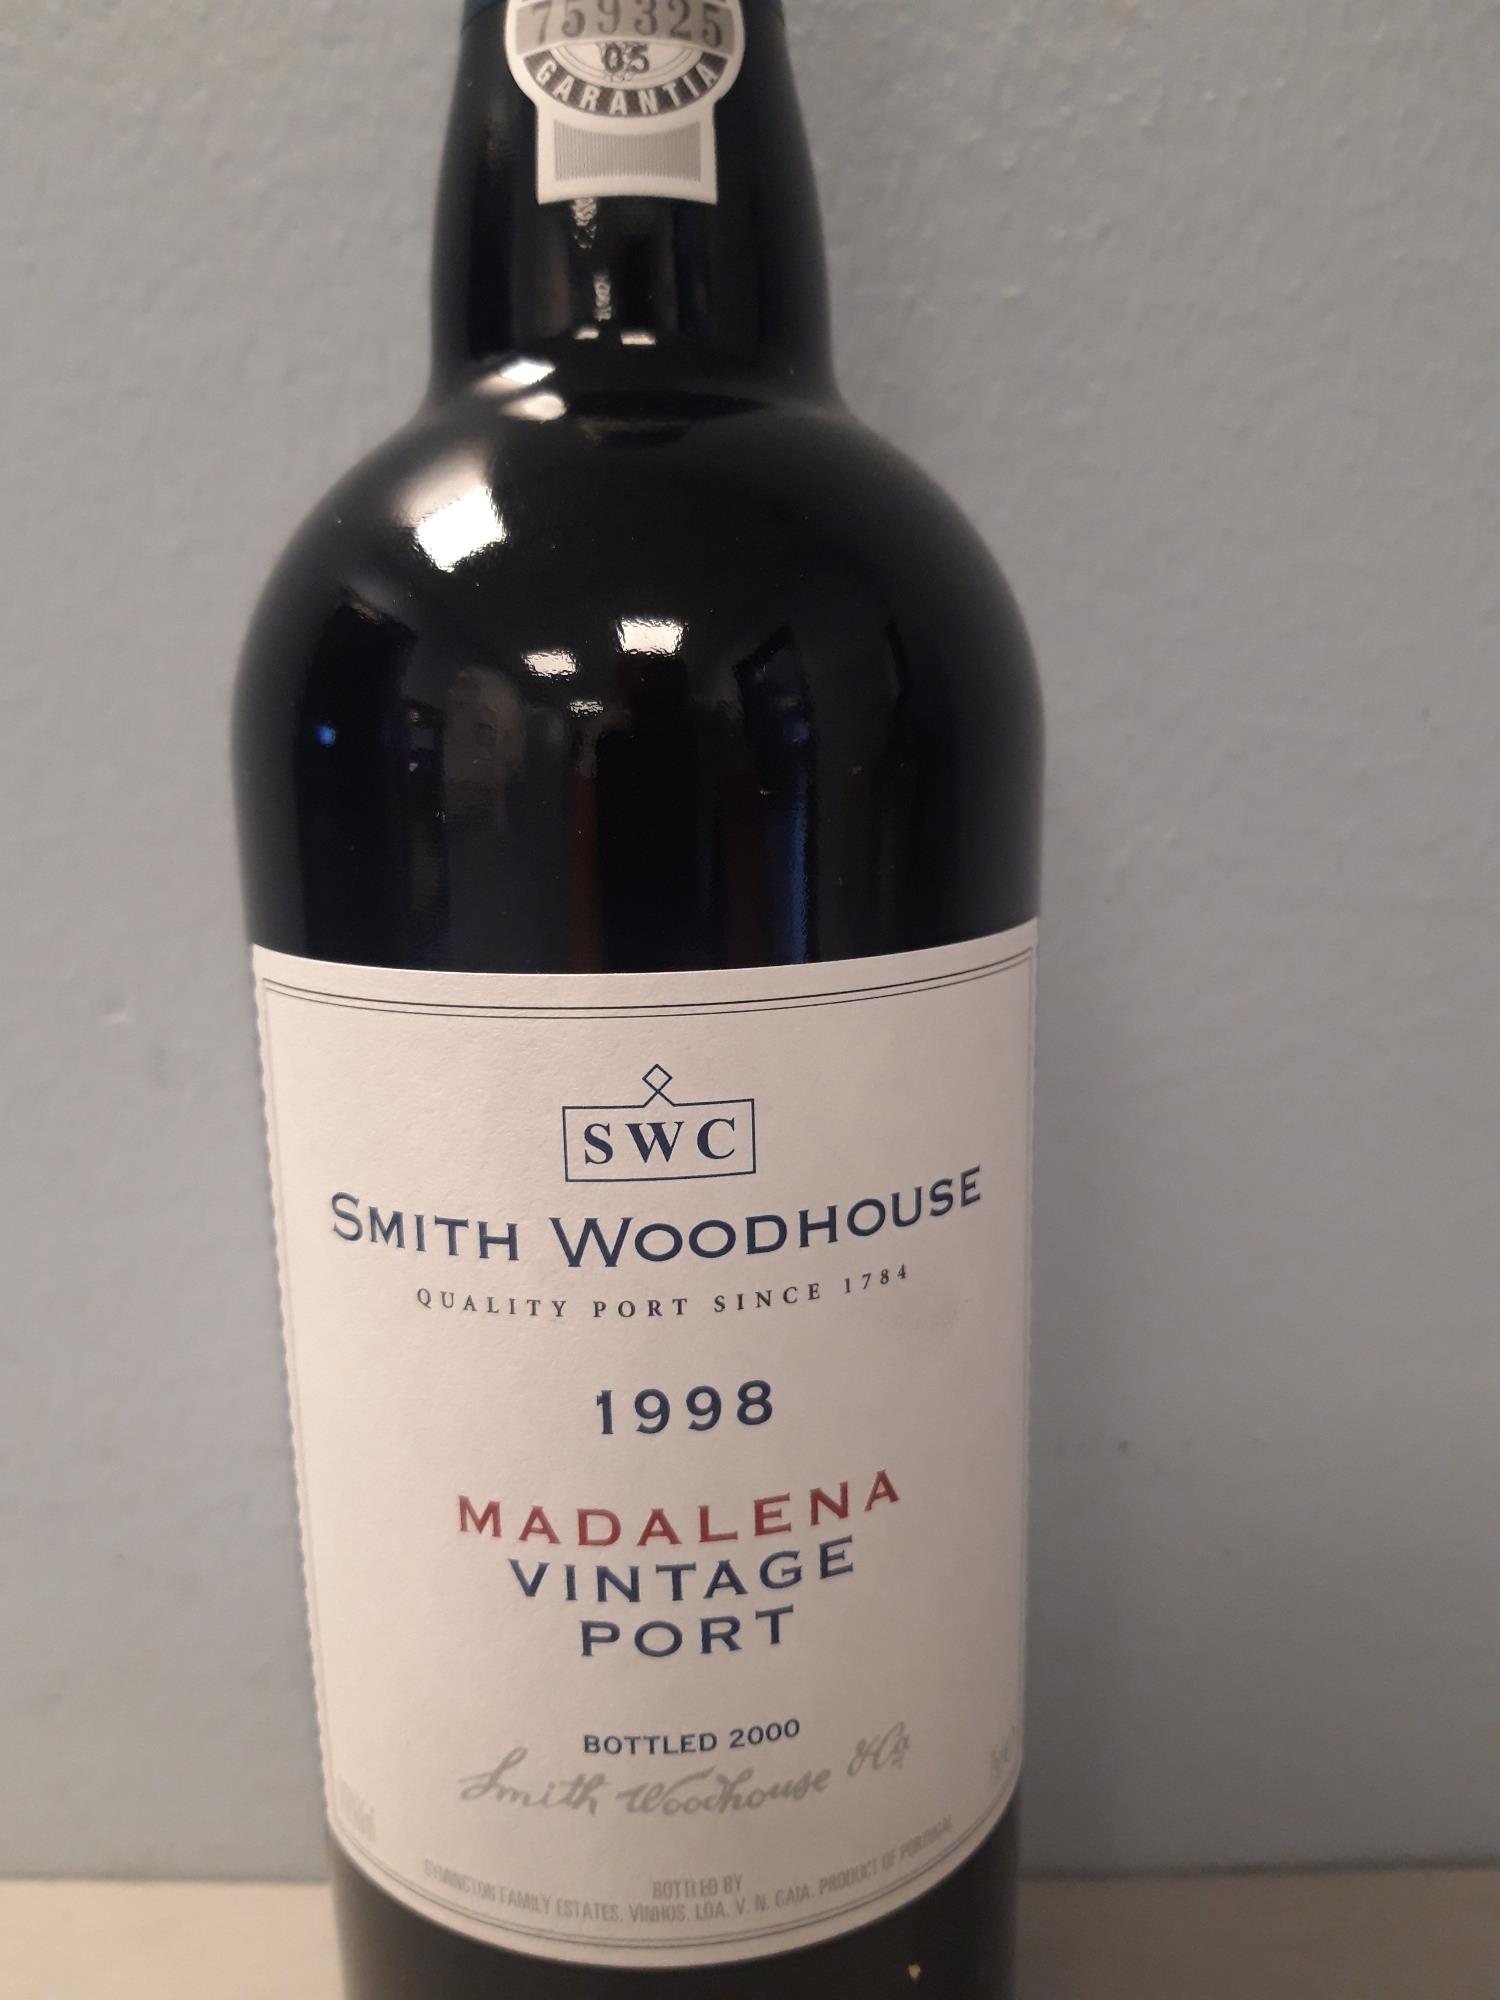 759325
05
GARANTIA
SWC
SMITH WOODHOUSE
QUALITY PORT SINCE 1784
1998
MADALENA
VINTAGE
PORT
BOTTLED 2000
Smith Woodhouse & Co
BOTTLED BY
SYMINGTON FAMILY ESTATES, VINHOS, LDA. V. N. GAIA. PRODUCT OF PORTUGAL